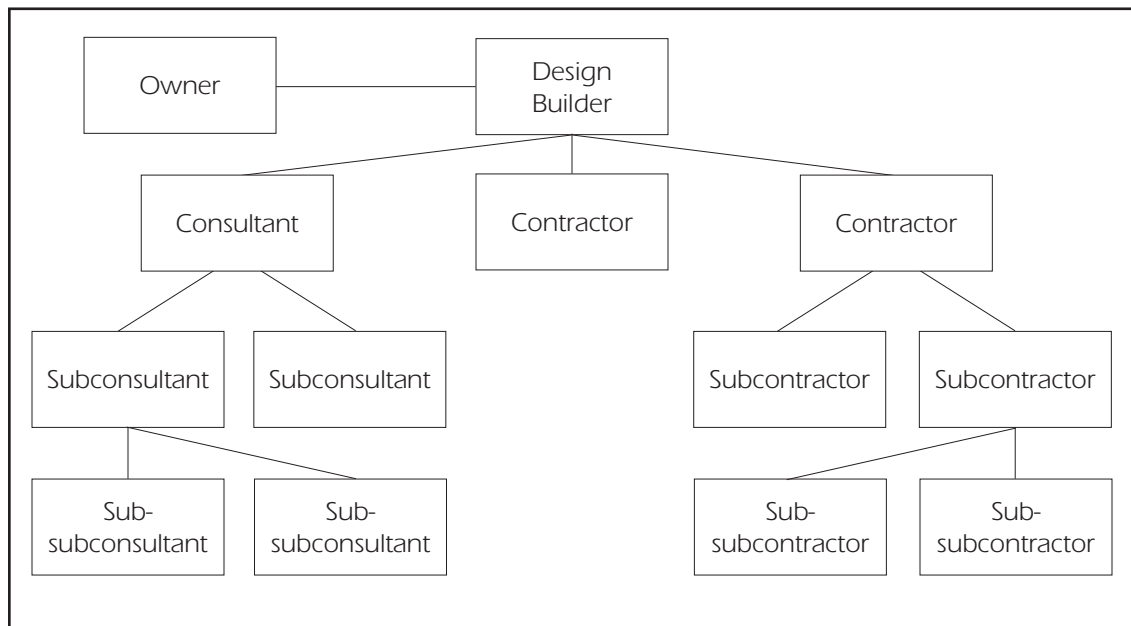 Owner
Design
Builder
Consultant
Contractor
Contractor
Subconsultant
Subconsultant
Subcontractor
Subcontractor
Sub-
subconsultant
Sub-
subconsultant
Sub-
subcontractor
Sub-
subcontractor